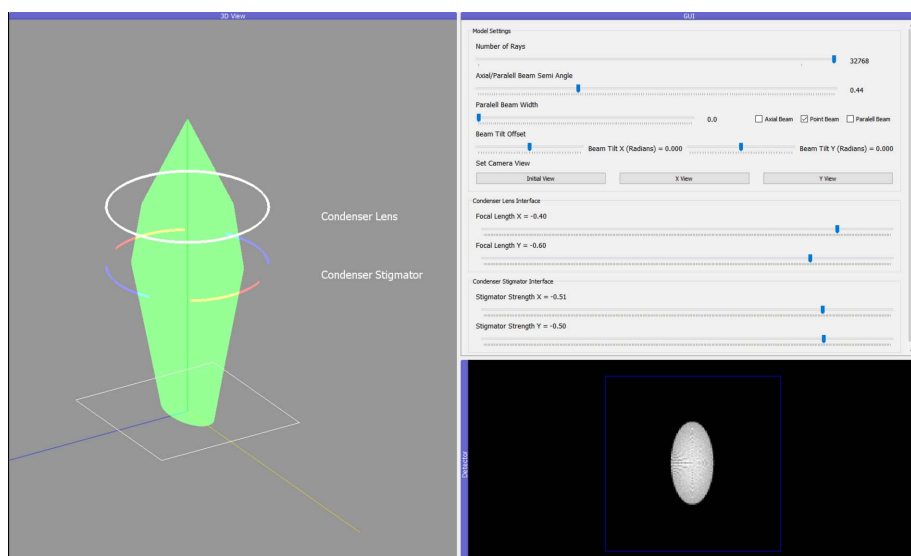 3D View
Condenser Lens
Condenser Stigmator
GUI
Model Settings
Number of Rays
32768
Axial/Paralell Beam Semi Angle
0.44
Paralell Beam Width
0.0 Axial Beam Point Beam Paralell Beam
Beam Tilt Offset
Beam Tilt X (Radians) = 0.000 Beam Tilt Y (Radians) = 0.000
Set Camera View
Initial View X View Y View
Condenser Lens Interface
Focal Length X = -0.40
Focal Length Y = -0.60
Condenser Stigmator Interface
Stigmator Strength X = -0.51
Stigmator Strength Y = -0.50
Detector